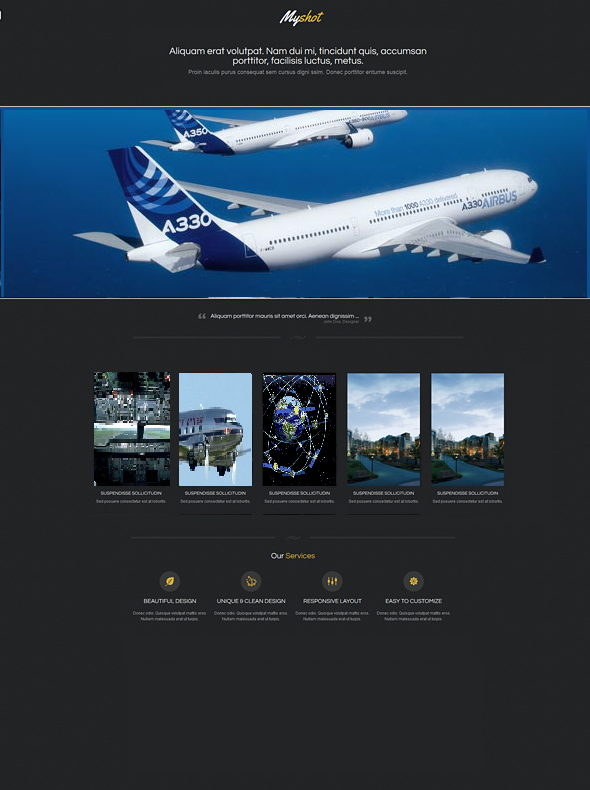 Myshot
Aliquam erat volutpat. Nam dui mi, tincidunt quis, accumsan
porttitor, facilisis luctus, metus.
Proin iaculis purus consequat sem cursus digni ssim. Donec porttitor entume suscipit.
A350
AIRBUS
A330
More than 1000 A330 delivered
A330 AIRBUS
F-WWCB
“ Aliquam porttitor mauris sit amet orci. Aenean dignissim ... ”
John Doe, Designer
SUSPENDISSE SOLLICITUDIN SUSPENDISSE SOLLICITUDIN SUSPENDISSE SOLLICITUDIN SUSPENDISSE SOLLICITUDIN SUSPENDISSE SOLLICITUDIN
Sed posuere consectetur est at lobortis. Sed posuere consectetur est at lobortis. Sed posuere consectetur est at lobortis. Sed posuere consectetur est at lobortis. Sed posuere consectetur est at lobortis.
Our Services
BEAUTIFUL DESIGN UNIQUE & CLEAN DESIGN RESPONSIVE LAYOUT EASY TO CUSTOMIZE
Donec odio. Quisque volutpat mattis eros. Donec odio. Quisque volutpat mattis eros. Donec odio. Quisque volutpat mattis eros. Donec odio. Quisque volutpat mattis eros.
Nullam malesuada erat ut turpis. Nullam malesuada erat ut turpis. Nullam malesuada erat ut turpis. Nullam malesuada erat ut turpis.